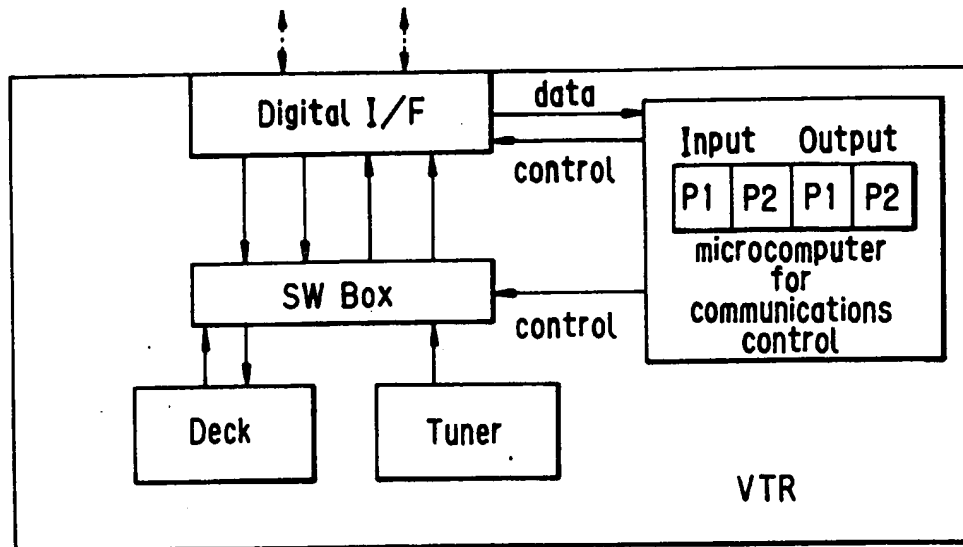 Digital I/F
data
control
Input Output
P1 P2 P1 P2
microcomputer
for
communications
control
SW Box
control
Deck
Tuner
VTR